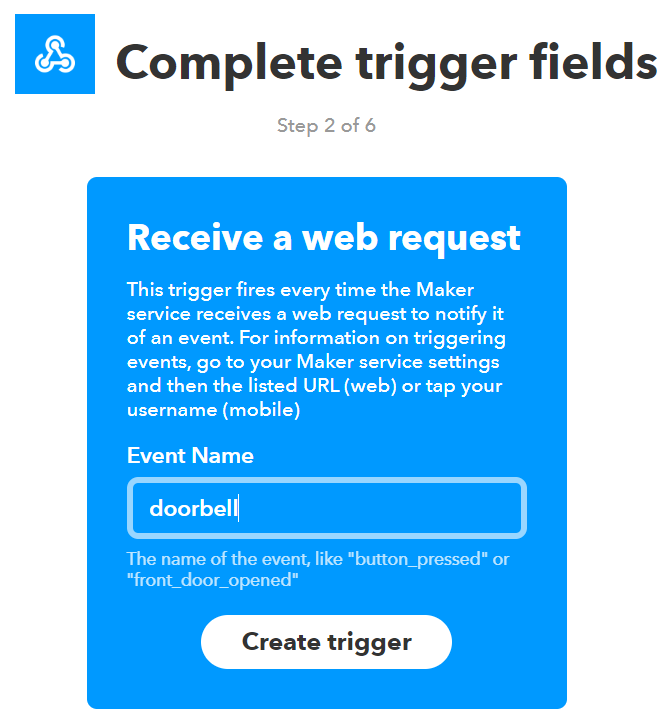 Complete trigger fields
Step 2 of 6
Receive a web request
This trigger fires every time the Maker
service receives a web request to notify it
of an event. For information on triggering
events, go to your Maker service settings
and then the listed URL (web) or tap your
username (mobile)
Event Name
doorbell
The name of the event, like "button_pressed" or
"front_door_opened"
Create trigger